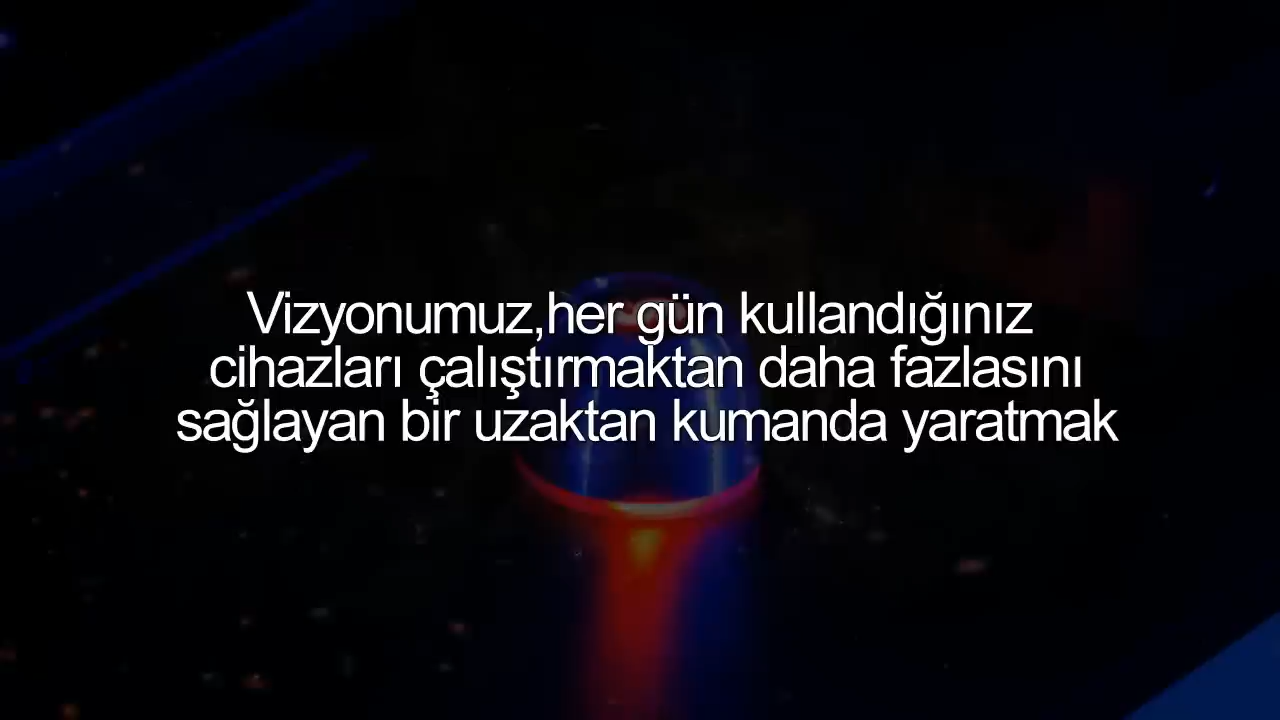 Vizyonumuz,her gün kullandığınız
cihazları çalıştırmaktan daha fazlasını
sağlayan bir uzaktan kumanda yaratmak